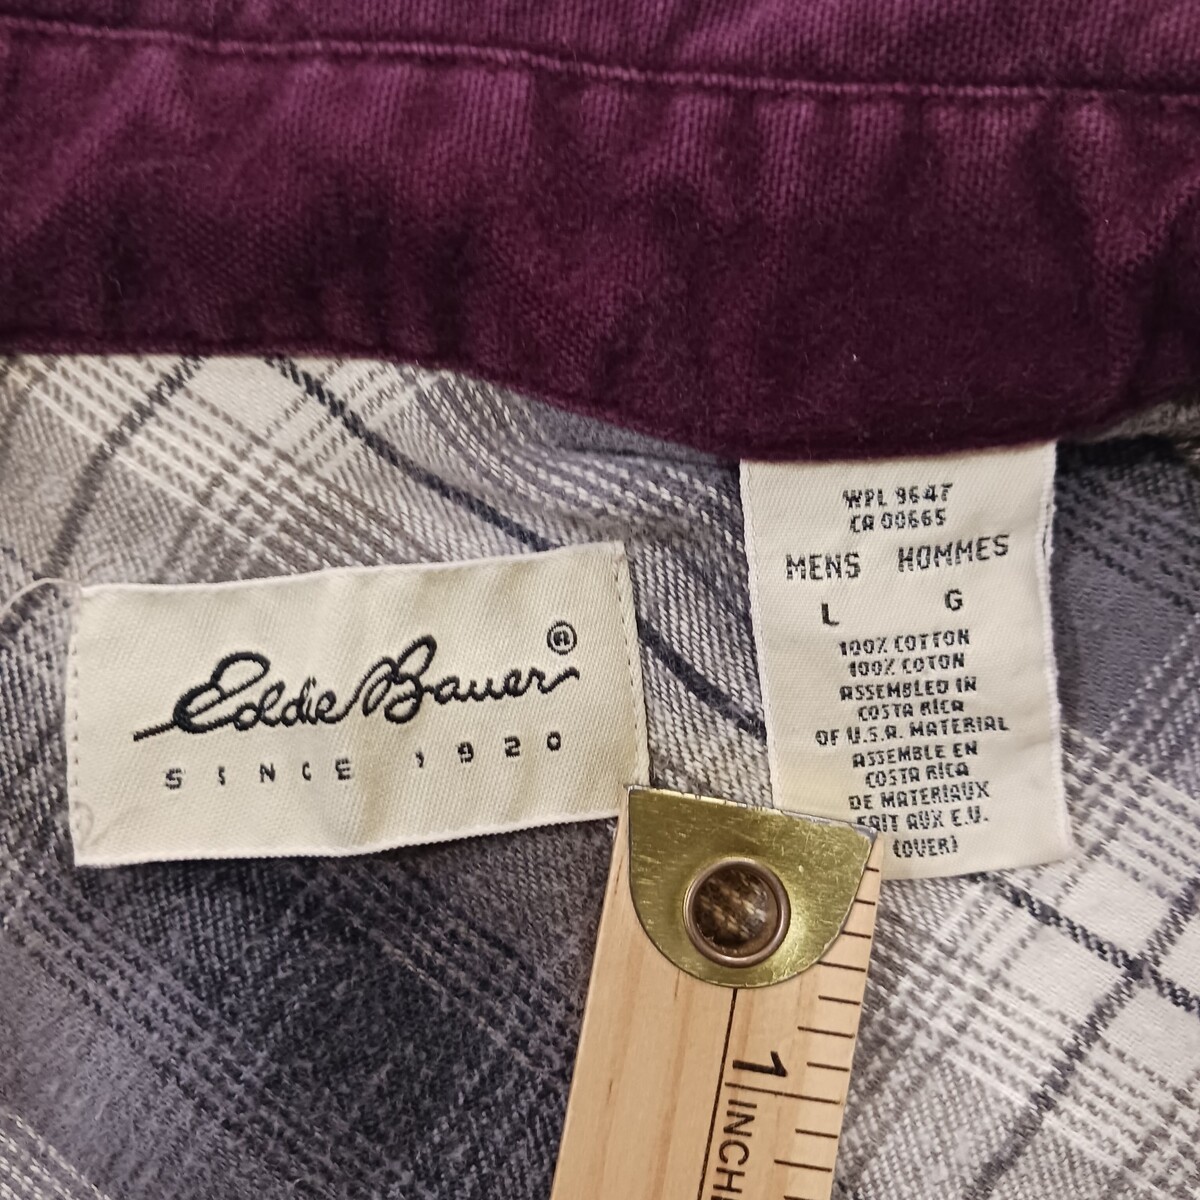 Eddie Bauer®
SINCE 1920
WPL 9647
CA 00665
MENS HOMMES
L G
100% COTTON
100% COTON
ASSEMBLED IN
COSTA RICA
OF U.S.A. MATERIAL
ASSEMBLE EN
COSTA RICA
DE MATERIAUX
FAIT AUX E.U.
(OVER)
1
INCH